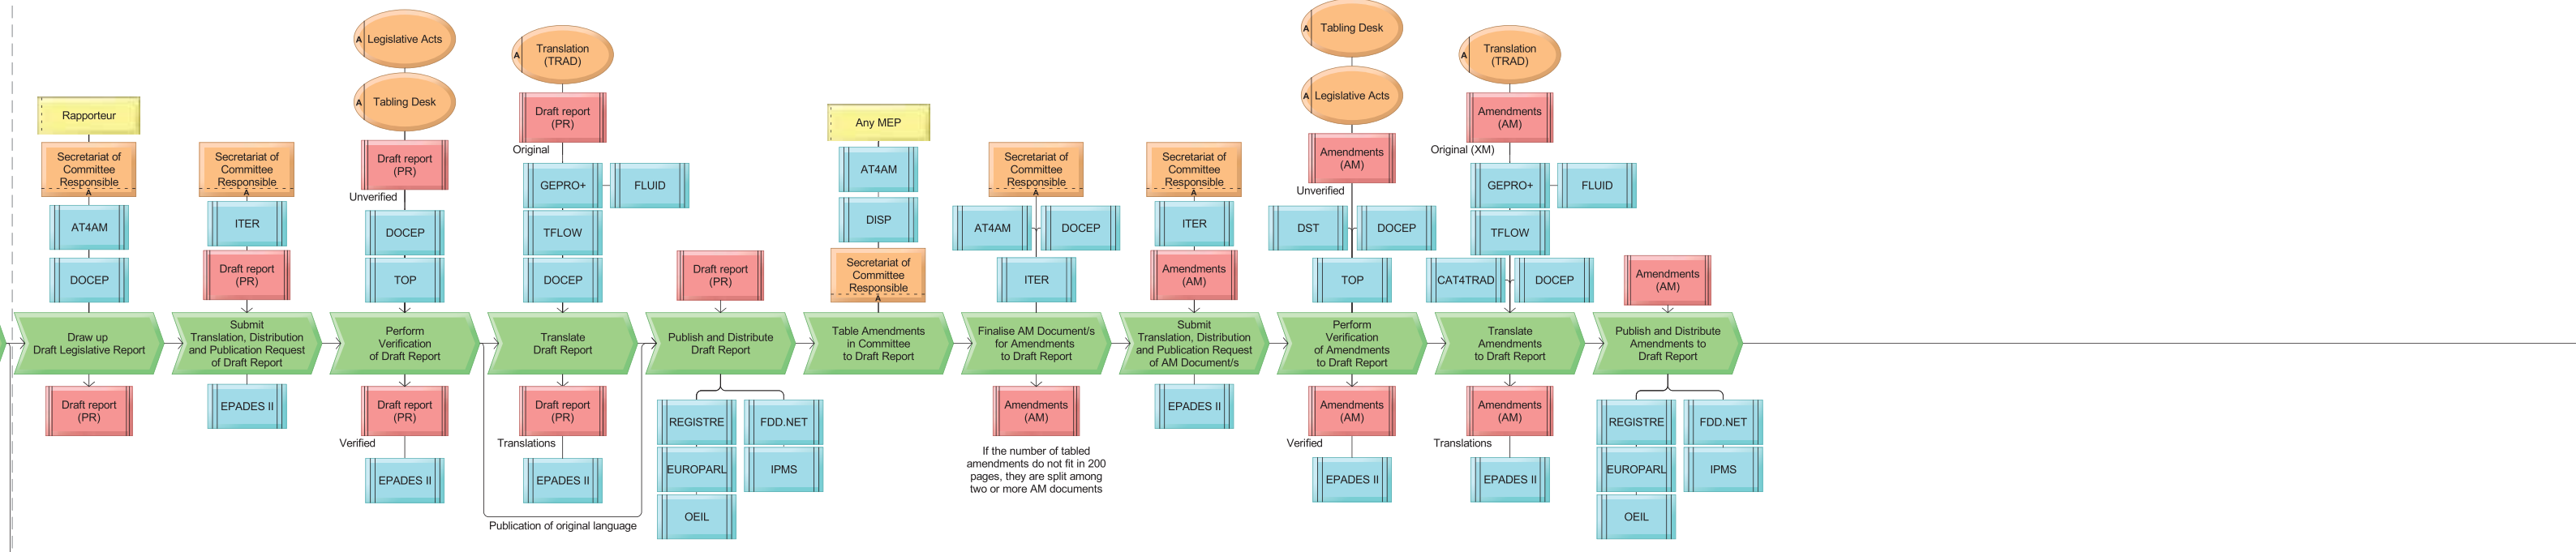 Rapporteur
Secretariat of
Committee
Responsible
A
AT4AM
DOCEP
Draw up
Draft Legislative Report
Draft report
(PR)
Secretariat of
Committee
Responsible
A
ITER
Draft report
(PR)
Submit
Translation, Distribution
and Publication Request
of Draft Report
EPADES II
A Legislative Acts
A Tabling Desk
Draft report
(PR)
Unverified
DOCEP
TOP
Perform
Verification
of Draft Report
Draft report
(PR)
Verified
EPADES II
A Translation
(TRAD)
Draft report
(PR)
Original
GEPRO+ FLUID
TFLOW
DOCEP
Translate
Draft Report
Draft report
(PR)
Translations
EPADES II
Publication of original language
Draft report
(PR)
Publish and Distribute
Draft Report
REGISTRE FDD.NET
EUROPARL IPMS
OEIL
Any MEP
AT4AM
DISP
Secretariat of
Committee
Responsible
A
Table Amendments
in Committee
to Draft Report
Secretariat of
Committee
Responsible
A
AT4AM DOCEP
ITER
Finalise AM Document/s
for Amendments
to Draft Report
Amendments
(AM)
If the number of tabled
amendments do not fit in 200
pages, they are split among
two or more AM documents
Secretariat of
Committee
Responsible
A
ITER
Amendments
(AM)
Submit
Translation, Distribution
and Publication Request
of AM Document/s
EPADES II
A Tabling Desk
A Legislative Acts
Amendments
(AM)
Unverified
DST DOCEP
TOP
Perform
Verification
of Amendments
to Draft Report
Amendments
(AM)
Verified
EPADES II
A Translation
(TRAD)
Amendments
(AM)
Original (XM)
GEPRO+ FLUID
TFLOW
CAT4TRAD DOCEP
Translate
Amendments
to Draft Report
Amendments
(AM)
Translations
EPADES II
Amendments
(AM)
Publish and Distribute
Amendments to
Draft Report
REGISTRE FDD.NET
EUROPARL IPMS
OEIL